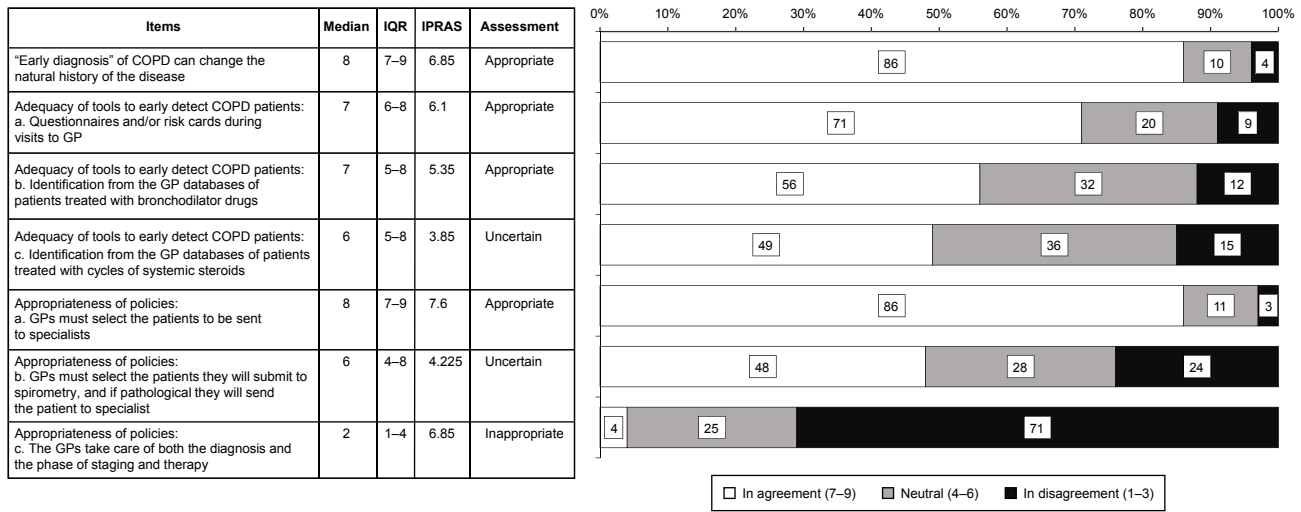 Items Median IQR IPRAS Assessment
0% 10% 20% 30% 40% 50% 60% 70% 80% 90% 100%
“Early diagnosis” of COPD can change the 8 7–9 6.85 Appropriate
natural history of the disease
86 10 4
Adequacy of tools to early detect COPD patients: 7 6–8 6.1 Appropriate
a. Questionnaires and/or risk cards during
visits to GP
71 20 9
Adequacy of tools to early detect COPD patients: 7 5–8 5.35 Appropriate
b. Identification from the GP databases of
patients treated with bronchodilator drugs
56 32 12
Adequacy of tools to early detect COPD patients: 6 5–8 3.85 Uncertain
c. Identification from the GP databases of patients
treated with cycles of systemic steroids
49 36 15
Appropriateness of policies: 8 7–9 7.6 Appropriate
a. GPs must select the patients to be sent
to specialists
86 11 3
Appropriateness of policies: 6 4–8 4.225 Uncertain
b. GPs must select the patients they will submit to
spirometry, and if pathological they will send
the patient to specialist
48 28 24
Appropriateness of policies: 2 1–4 6.85 Inappropriate
c. The GPs take care of both the diagnosis and
the phase of staging and therapy
4 25 71
In agreement (7–9) Neutral (4–6) In disagreement (1–3)